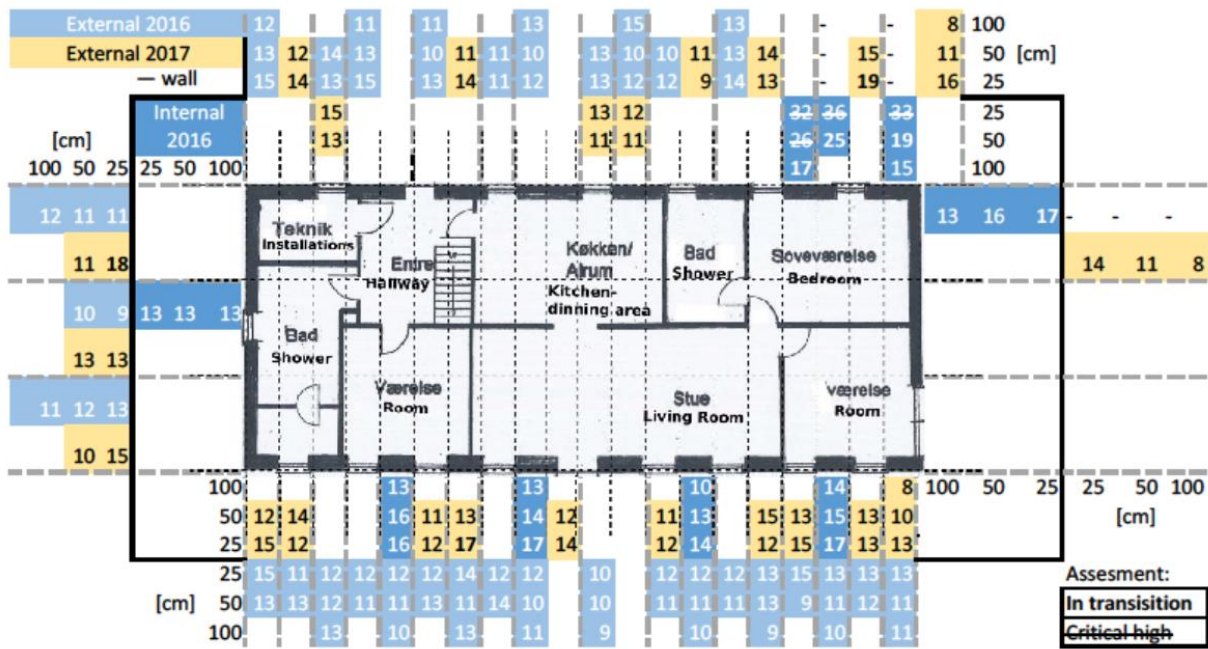 External 2016 12 11 11 13 15 13 - - 8 100
External 2017 13 12 14 13 10 11 11 10 13 10 10 11 13 14 - 15 - 11 50 [cm]
— wall 15 14 13 15 13 14 11 12 13 12 12 9 14 13 - 19 - 16 25
Internal 15 13 12 32 36 33 25
[cm] 2016 13 11 11 26 25 19 50
100 50 25 25 50 100 17 15 100
12 11 11 13 16 17 - - -
Teknik
Installations
Køkken/
Alrum
Bad
Shower
Soveværelse
Bedroom
Entre
Hallway
Kitchen-
dinning area
11 18 14 11 8
10 9 13 13 13
Bad
Shower
13 13
Værelse
Room
Stue
Living Room
værelse
Room
11 12 13
10 15
100 13 13 10 14 8 100 50 25 25 50 100
50 12 14 16 11 13 14 12 11 13 15 13 15 13 10 [cm]
25 15 12 16 12 17 17 14 12 14 12 15 17 13 13
25 15 11 12 12 12 12 14 12 12 10 12 12 12 13 15 13 13 13 Assesment:
[cm] 50 13 13 12 11 11 13 11 14 10 10 11 11 11 13 9 11 12 11 In transisition
100 13 10 13 11 9 10 9 10 11 Critical high